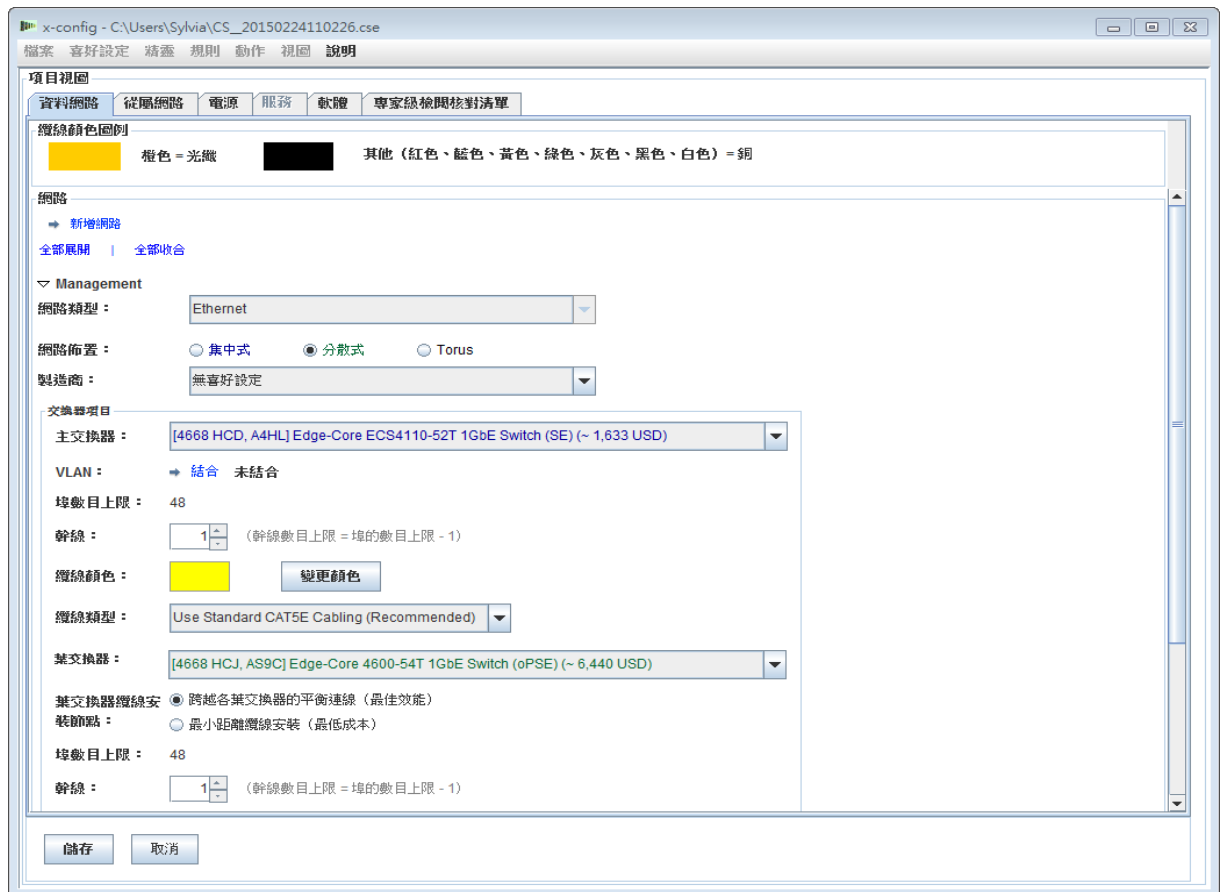 x-config - C:\Users\Sylvia\CS__20150224110226.cse
檔案 喜好設定 精靈 規則 動作 視圖 說明
項目視圖
資料網路 從屬網路 電源 服務 軟體 專家級檢閱核對清單
纜線顏色圖例
橙色 = 光纖 其他（紅色、藍色、黃色、綠色、灰色、黑色、白色）= 銅
網路
新增網路
全部展開 | 全部收合
Management
網路類型： Ethernet
網路佈置： 集中式 分散式 Torus
製造商： 無喜好設定
交換器項目
主交換器： [4668 HCD, A4HL] Edge-Core ECS4110-52T 1GbE Switch (SE) (~ 1,633 USD)
VLAN： 結合 未結合
埠數目上限： 48
幹線： 1 （幹線數目上限 = 埠的數目上限 - 1）
纜線顏色： 變更顏色
纜線類型： Use Standard CAT5E Cabling (Recommended)
葉交換器： [4668 HCJ, AS9C] Edge-Core 4600-54T 1GbE Switch (oPSE) (~ 6,440 USD)
葉交換器纜線安 跨越各葉交換器的平衡連線（最佳效能）
裝節點： 最小距離纜線安裝（最低成本）
埠數目上限： 48
幹線： 1 （幹線數目上限 = 埠的數目上限 - 1）
儲存 取消